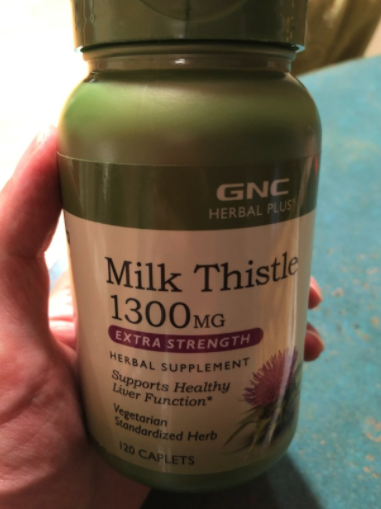 GNC
HERBAL PLUS®
Milk Thistle
1300MG
EXTRA STRENGTH
HERBAL SUPPLEMENT
Supports Healthy
Liver Function*
Vegetarian
Standardized Herb
120 CAPLETS